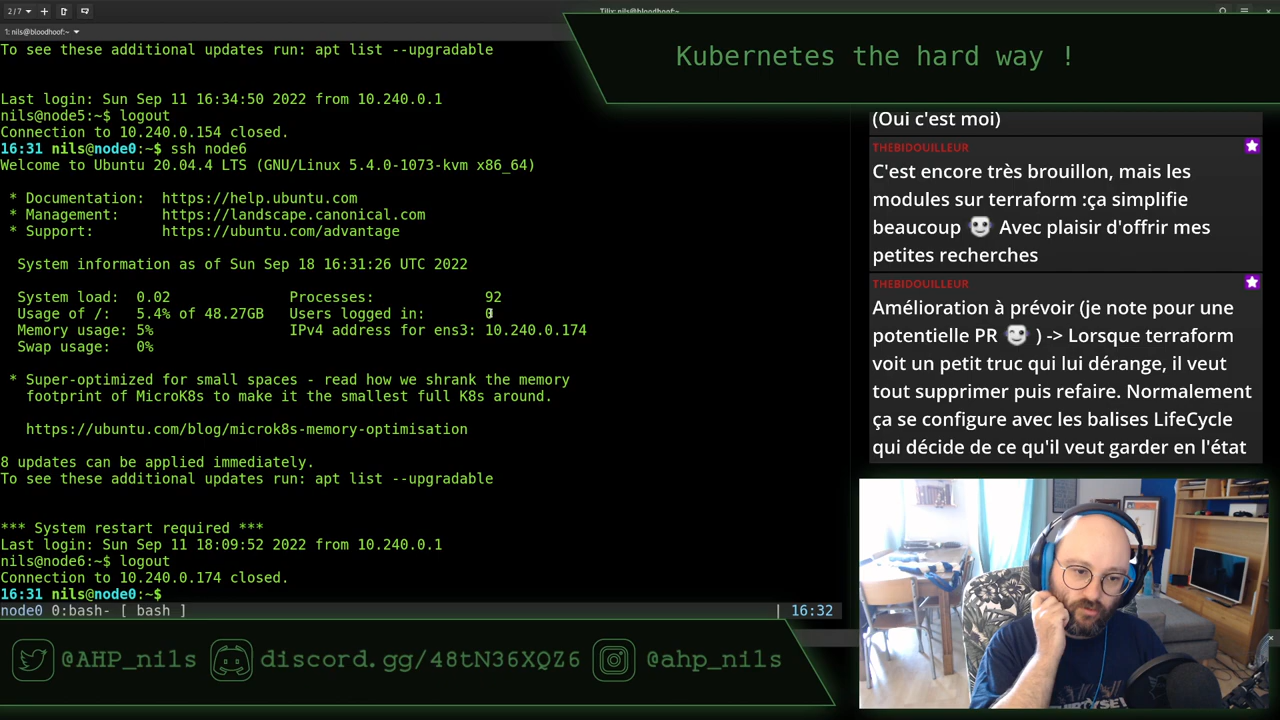 2/7
Tilix: nils@bloodhoof:~
1: nils@bloodhoof:~
To see these additional updates run: apt list --upgradable
Last login: Sun Sep 11 16:34:50 2022 from 10.240.0.1
nils@node5:~$ logout
Connection to 10.240.0.154 closed.
16:31 nils@node0:~$ ssh node6
Welcome to Ubuntu 20.04.4 LTS (GNU/Linux 5.4.0-1073-kvm x86_64)
* Documentation: https://help.ubuntu.com
* Management: https://landscape.canonical.com
* Support: https://ubuntu.com/advantage
System information as of Sun Sep 18 16:31:26 UTC 2022
System load: 0.02 Processes: 92
Usage of /: 5.4% of 48.27GB Users logged in: 0
Memory usage: 5% IPv4 address for ens3: 10.240.0.174
Swap usage: 0%
* Super-optimized for small spaces - read how we shrank the memory
footprint of MicroK8s to make it the smallest full K8s around.
https://ubuntu.com/blog/microk8s-memory-optimisation
8 updates can be applied immediately.
To see these additional updates run: apt list --upgradable
*** System restart required ***
Last login: Sun Sep 11 18:09:52 2022 from 10.240.0.1
nils@node6:~$ logout
Connection to 10.240.0.174 closed.
16:31 nils@node0:~$
node0 0:bash- [ bash ] | 16:32
Kubernetes the hard way !
(Oui c'est moi)
THEBIDOUILLEUR
C'est encore très brouillon, mais les
modules sur terraform :ça simplifie
beaucoup Avec plaisir d'offrir mes
petites recherches
THEBIDOUILLEUR
Amélioration à prévoir (je note pour une
potentielle PR ) -> Lorsque terraform
voit un petit truc qui lui dérange, il veut
tout supprimer puis refaire. Normalement
ça se configure avec les balises LifeCycle
qui décide de ce qu'il veut garder en l'état
@AHP_nils discord.gg/48tN36XQZ6 @ahp_nils